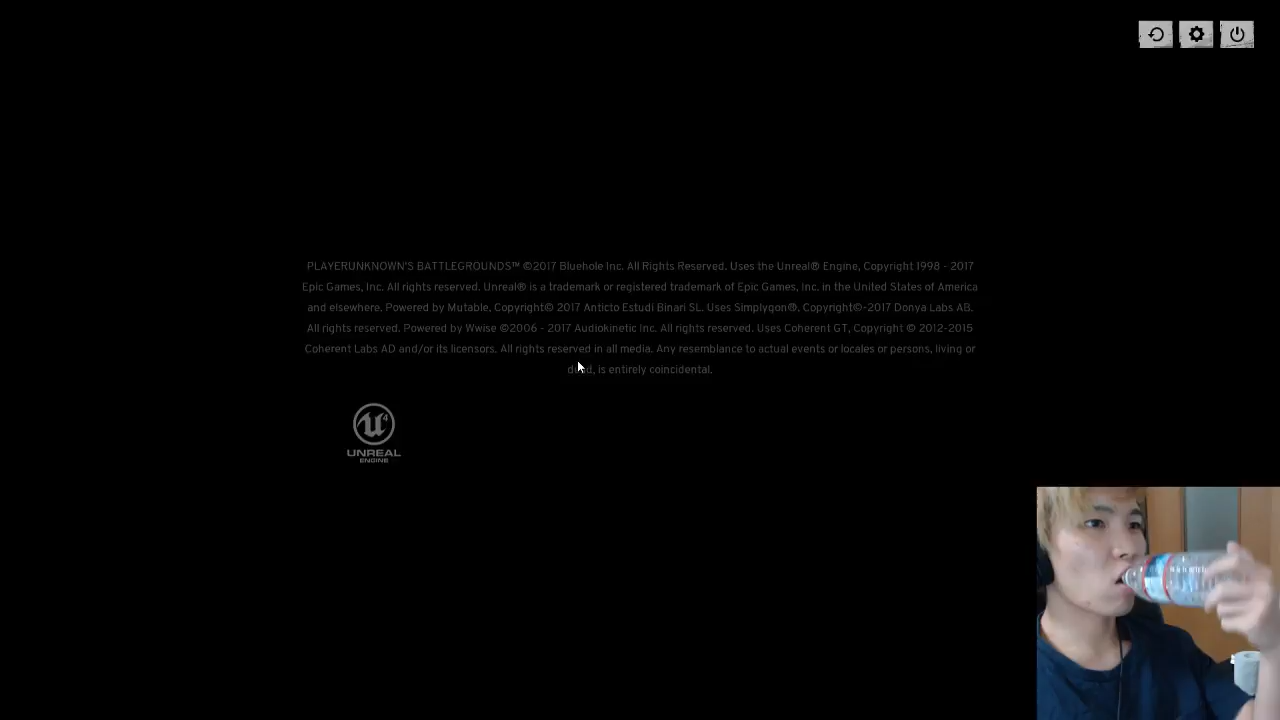 PLAYERUNKNOWN'S BATTLEGROUNDS™ ©2017 Bluehole Inc. All Rights Reserved. Uses the Unreal® Engine, Copyright 1998 - 2017
Epic Games, Inc. All rights reserved. Unreal® is a trademark or registered trademark of Epic Games, Inc. in the United States of America
and elsewhere. Powered by Mutable, Copyright© 2017 Anticto Estudi Binari SL. Uses Simplygon®, Copyright©-2017 Donya Labs AB.
All rights reserved. Powered by Wwise ©2006 - 2017 Audiokinetic Inc. All rights reserved. Uses Coherent GT, Copyright © 2012-2015
Coherent Labs AD and/or its licensors. All rights reserved in all media. Any resemblance to actual events or locales or persons, living or
dead, is entirely coincidental.
4
UNREAL
ENGINE